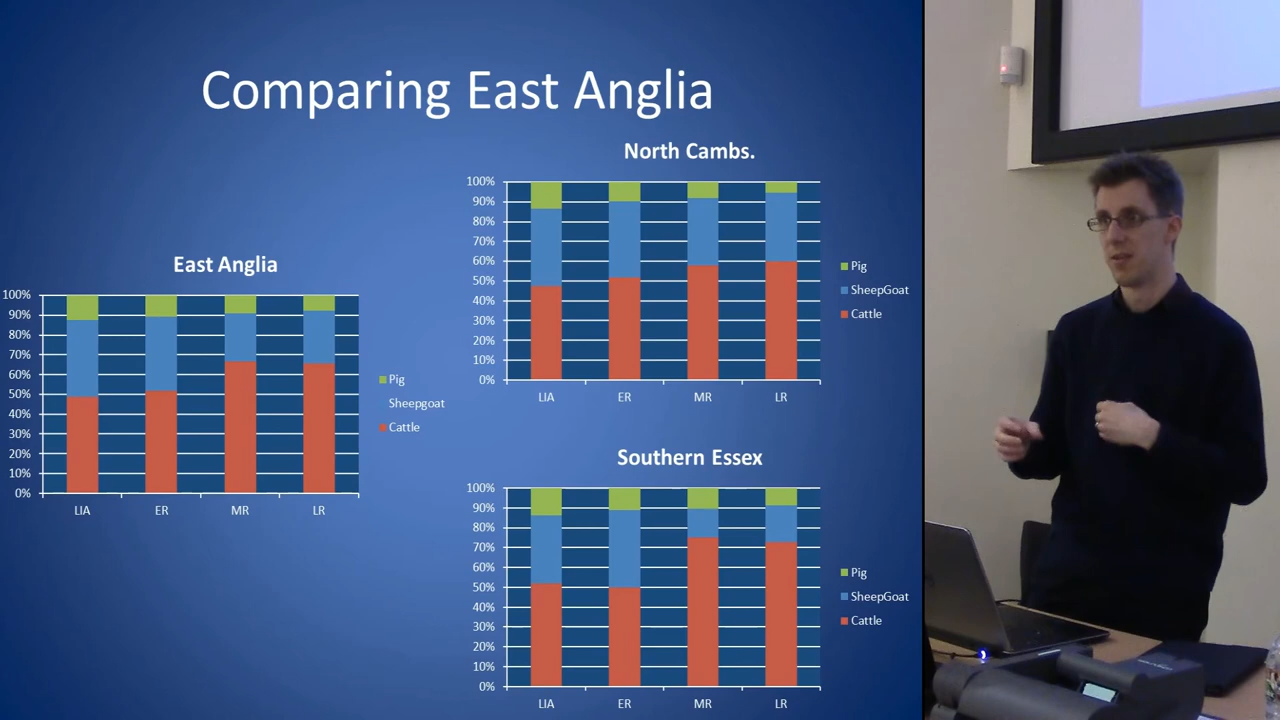 Comparing East Anglia
East Anglia
100%
90%
80%
70%
60%
50%
40%
30%
20%
10%
0%
LIA ER MR LR
Pig
Sheepgoat
Cattle
North Cambs.
100%
90%
80%
70%
60%
50%
40%
30%
20%
10%
0%
LIA ER MR LR
Pig
SheepGoat
Cattle
Southern Essex
100%
90%
80%
70%
60%
50%
40%
30%
20%
10%
0%
LIA ER MR LR
Pig
SheepGoat
Cattle